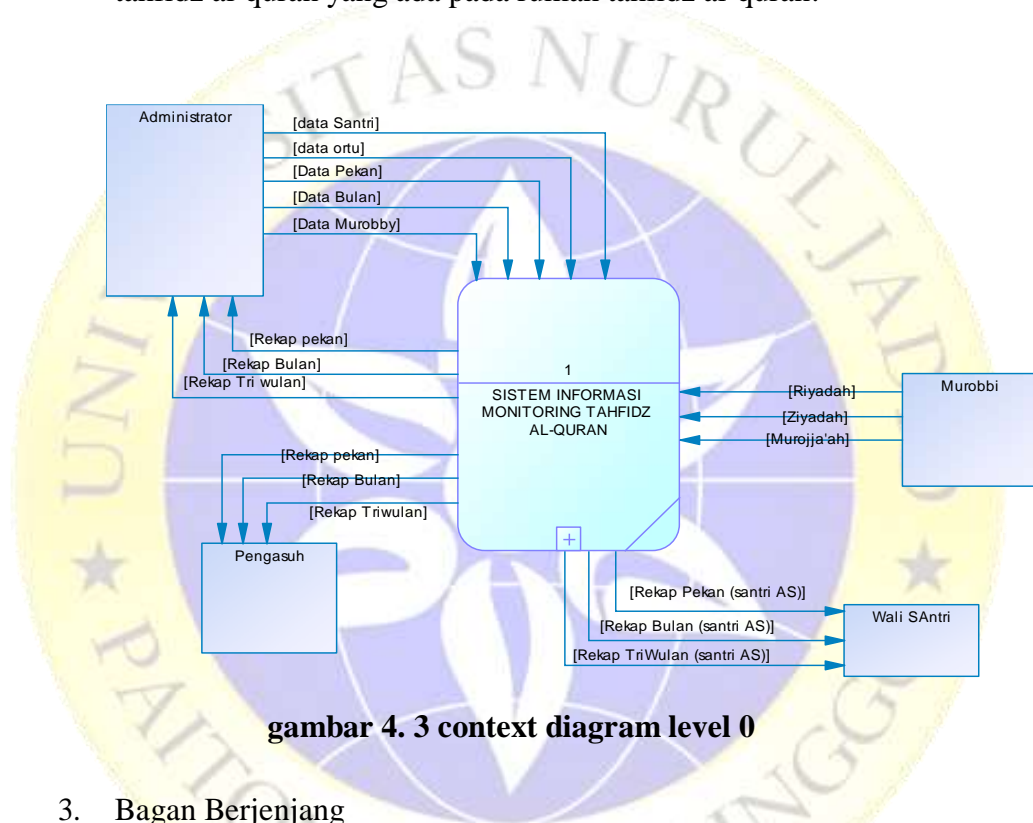 tahfidz al-quran yang ada pada rumah tahfidz al-quran.
Administrator
[data Santri]
[data ortu]
[Data Pekan]
[Data Bulan]
[Data Murobby]
[Rekap pekan]
[Rekap Bulan]
[Rekap Tri wulan]
1
SISTEM INFORMASI
MONITORING TAHFIDZ
AL-QURAN
[Riyadah]
[Ziyadah]
[Murojja'ah]
Murobbi
[Rekap pekan]
[Rekap Bulan]
[Rekap Triwulan]
Pengasuh
[Rekap Pekan (santri AS)]
[Rekap Bulan (santri AS)]
[Rekap TriWulan (santri AS)]
Wali SAntri
gambar 4. 3 context diagram level 0
3. Bagan Berjenjang